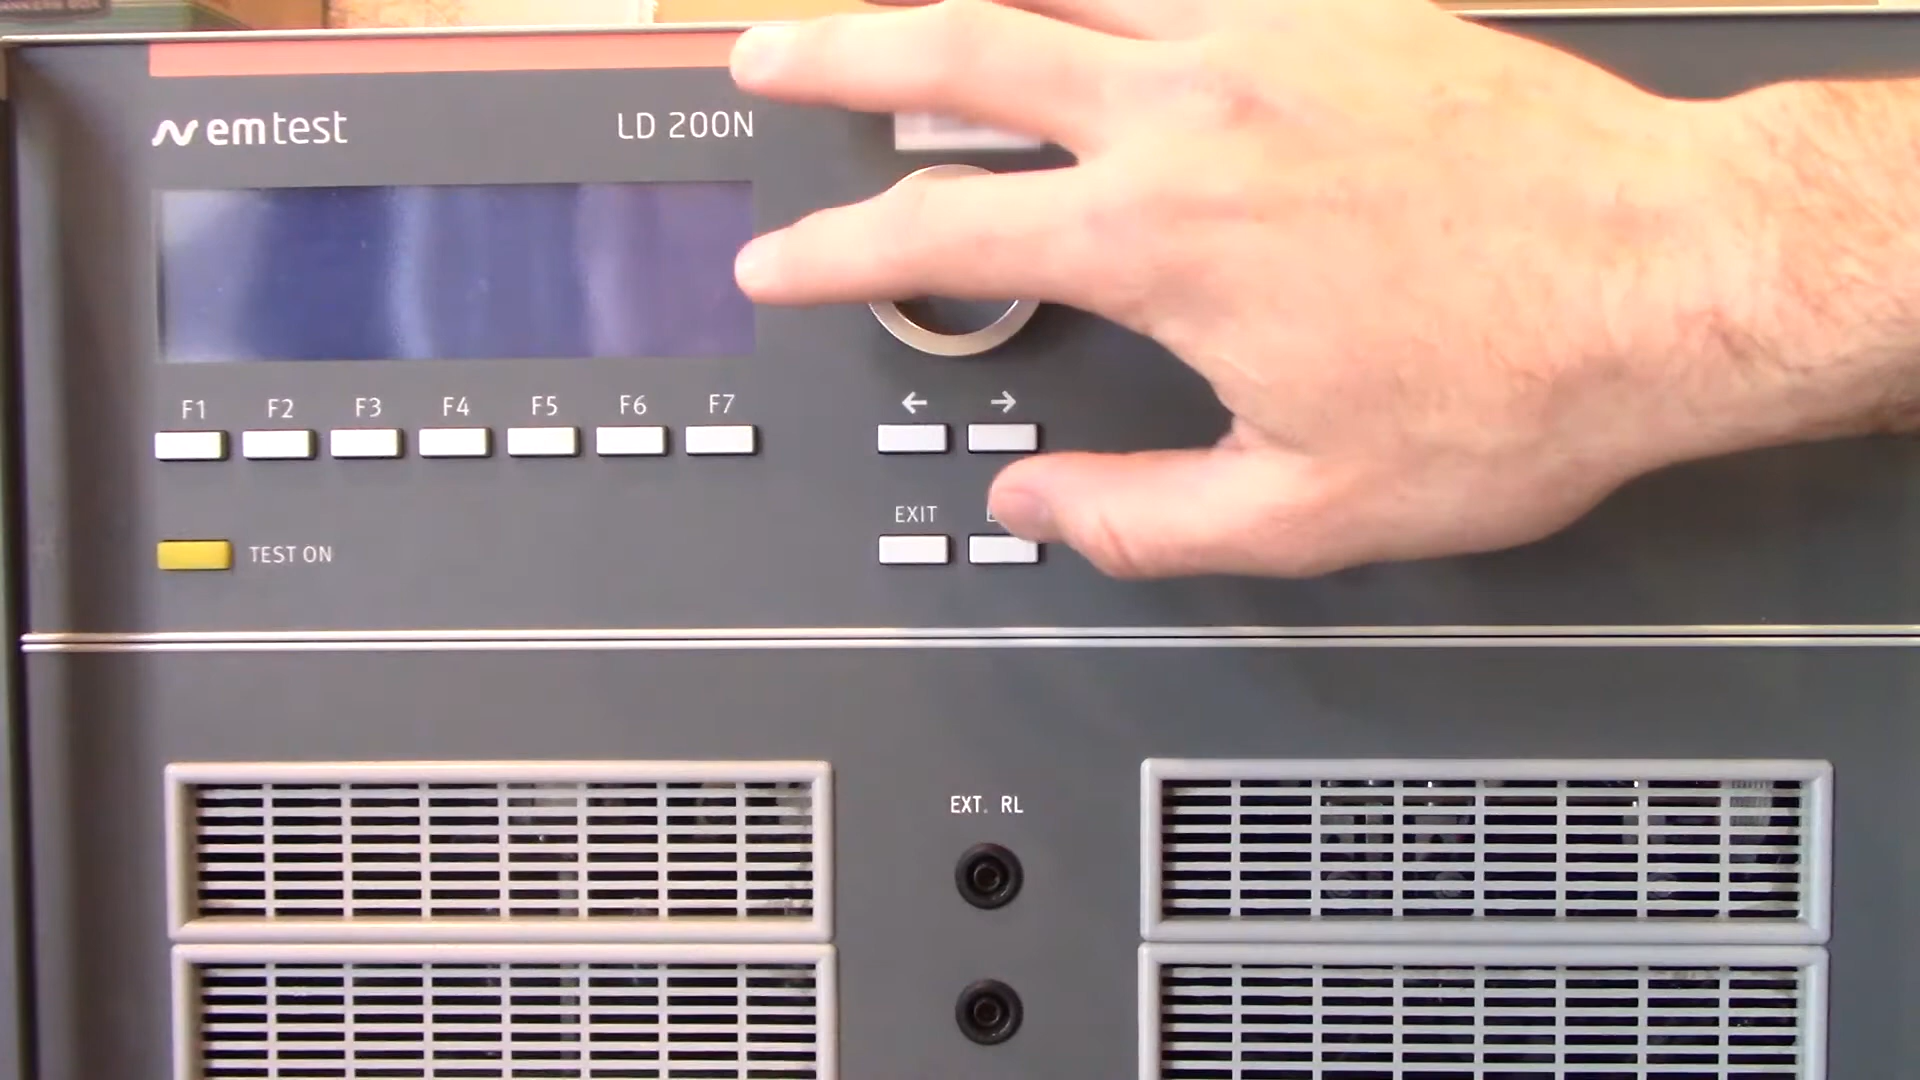 emtest
LD 200N
F1 F2 F3 F4 F5 F6 F7
← →
EXIT
TEST ON
EXT. RL